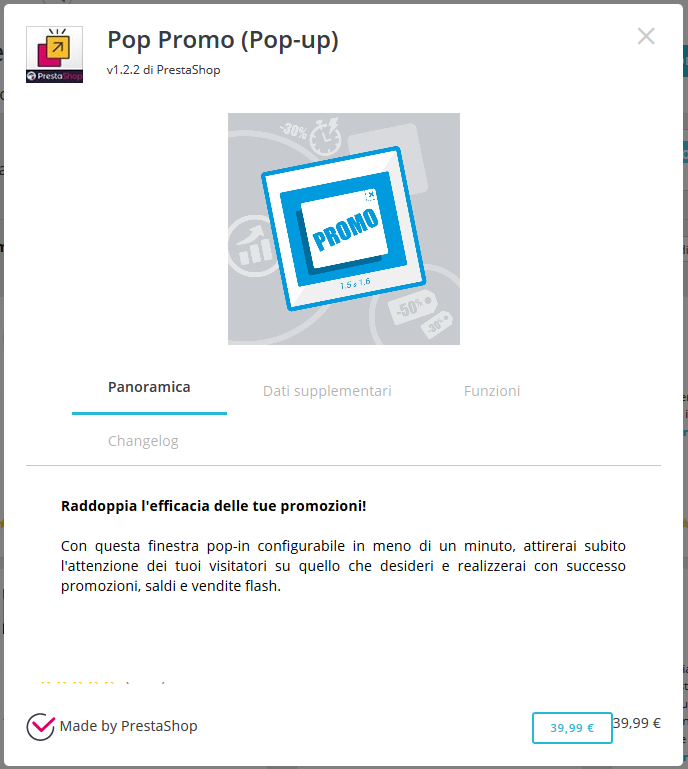 Pop Promo (Pop-up)
PrestaShop
v1.2.2 di PrestaShop
-30%
PROMO
1.5 & 1.6
-50%
-30%
Panoramica
Dati supplementari
Funzioni
Changelog
Raddoppia l'efficacia delle tue promozioni!
Con questa finestra pop-in configurabile in meno di un minuto, attirerai subito
l'attenzione dei tuoi visitatori su quello che desideri e realizzerai con successo
promozioni, saldi e vendite flash.
Made by PrestaShop
39,99 €
39,99 €